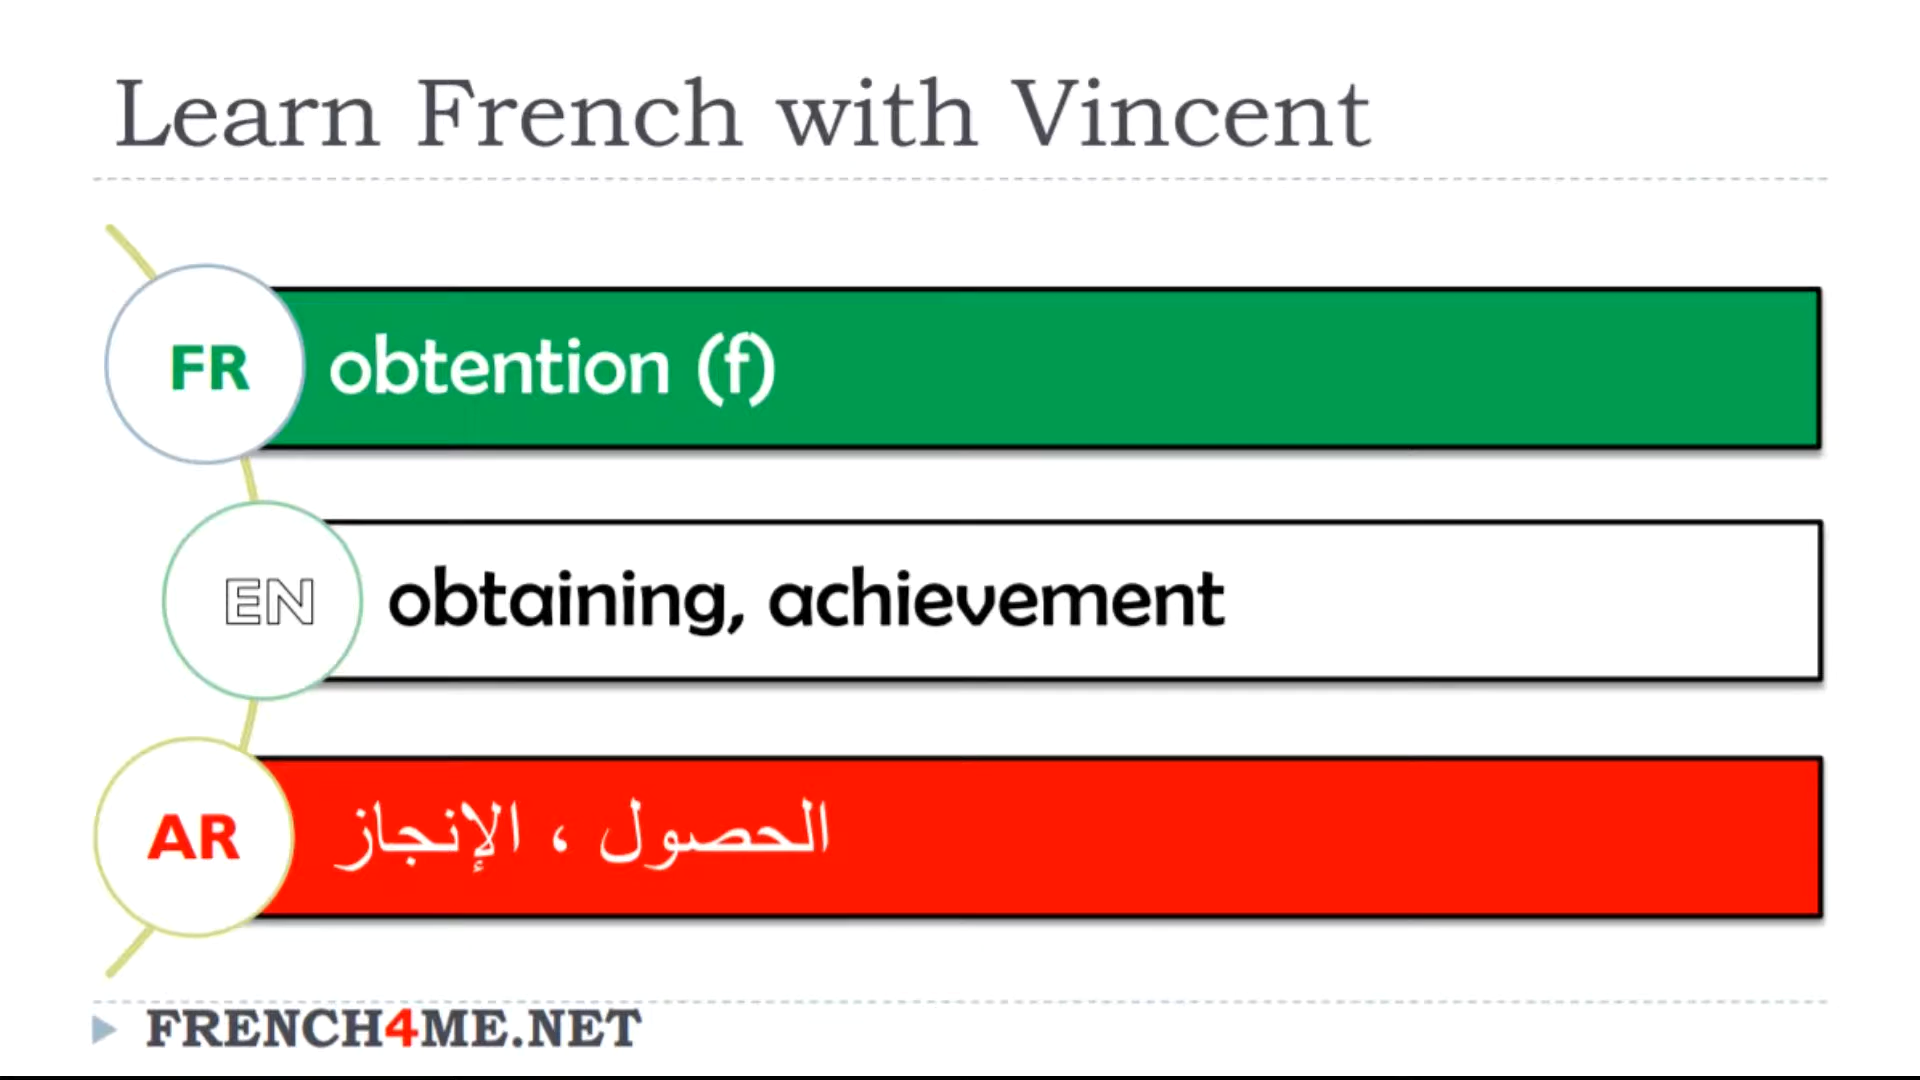 Learn French with Vincent
FR
obtention (f)
EN
obtaining, achievement
AR
الحصول ، الإنجاز
FRENCH4ME.NET